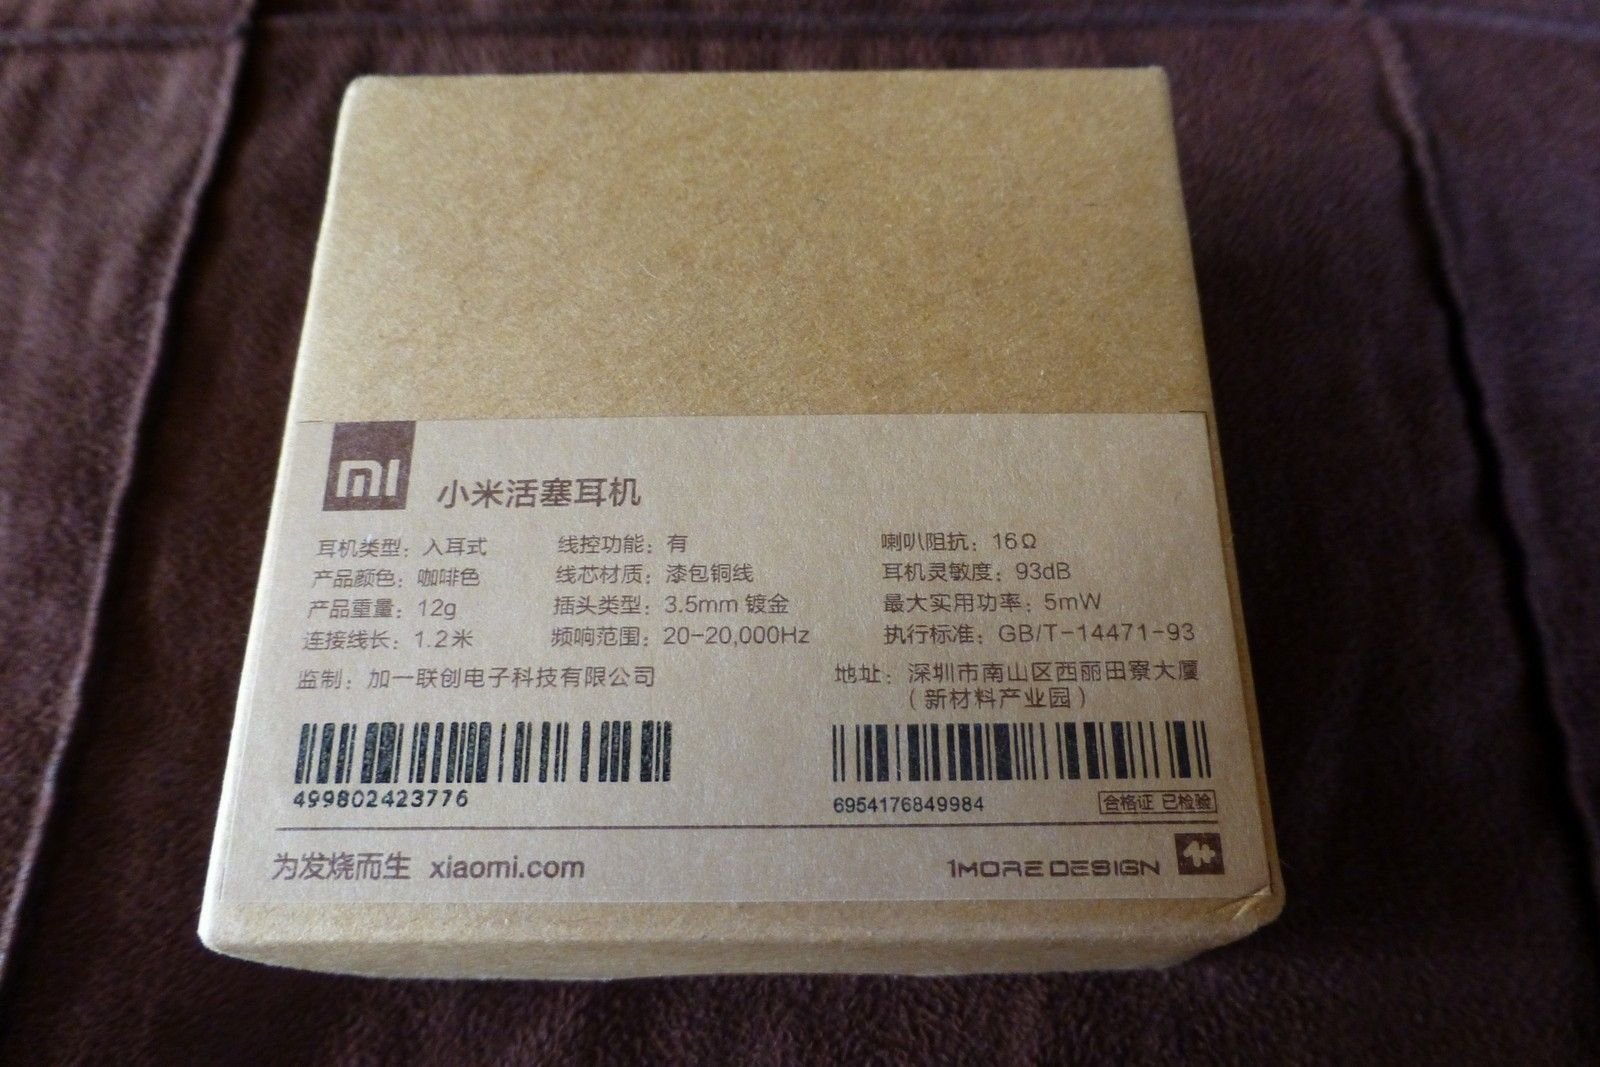 mi
小米活塞耳机
耳机类型：入耳式 线控功能：有 喇叭阻抗：16Ω
产品颜色：咖啡色 线芯材质：漆包铜线 耳机灵敏度：93dB
产品重量：12g 插头类型：3.5mm 镀金 最大实用功率：5mW
连接线长：1.2米 频响范围：20-20,000Hz 执行标准：GB/T-14471-93
监制：加一联创电子科技有限公司 地址：深圳市南山区西丽田寮大厦
（新材料产业园）
499802423776 6954176849984 合格证 已检验
为发烧而生 xiaomi.com 1MORE DESIGN